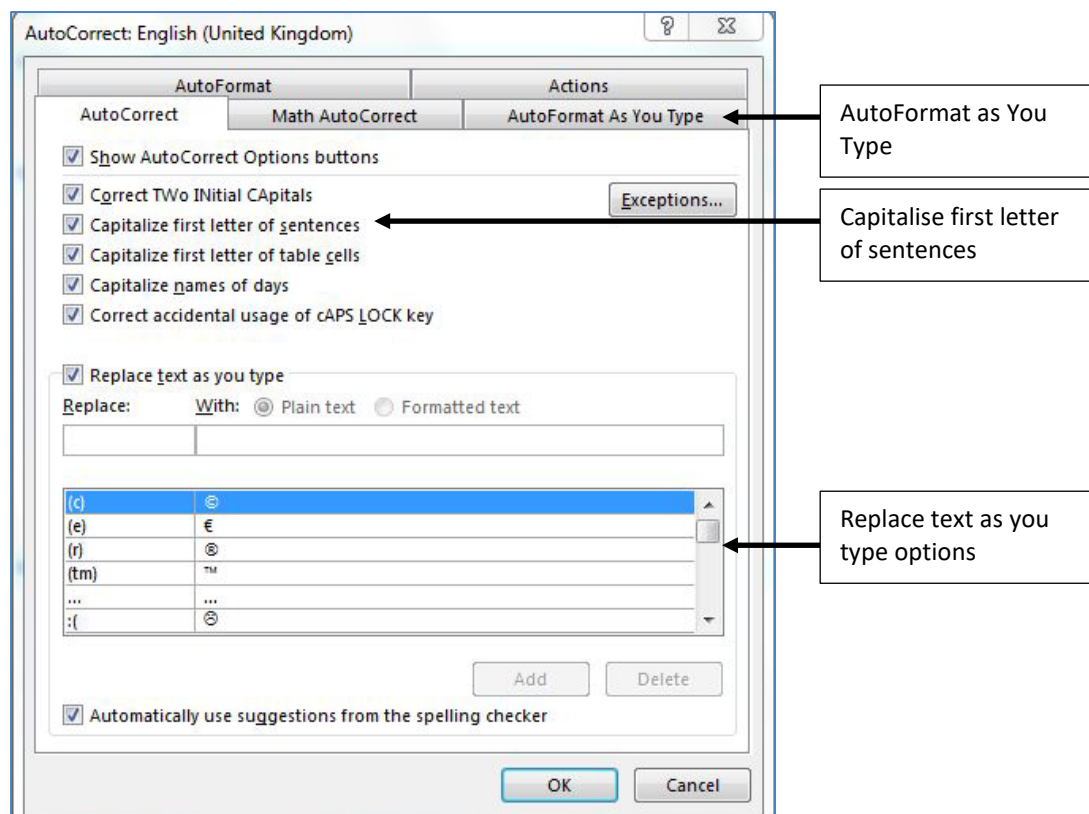 AutoCorrect: English (United Kingdom)
AutoFormat
Actions
AutoCorrect
Math AutoCorrect
AutoFormat As You Type
AutoFormat as You
Type
Show AutoCorrect Options buttons
Correct TWo INitial CApitals
Exceptions...
Capitalize first letter of sentences
Capitalise first letter
of sentences
Capitalize first letter of table cells
Capitalize names of days
Correct accidental usage of cAPS LOCK key
Replace text as you type
Replace:
With:
Plain text
Formatted text
(c) ©
(e) €
(r) ®
(tm) ™
... ...
:( ☹
Replace text as you
type options
Add
Delete
Automatically use suggestions from the spelling checker
OK
Cancel